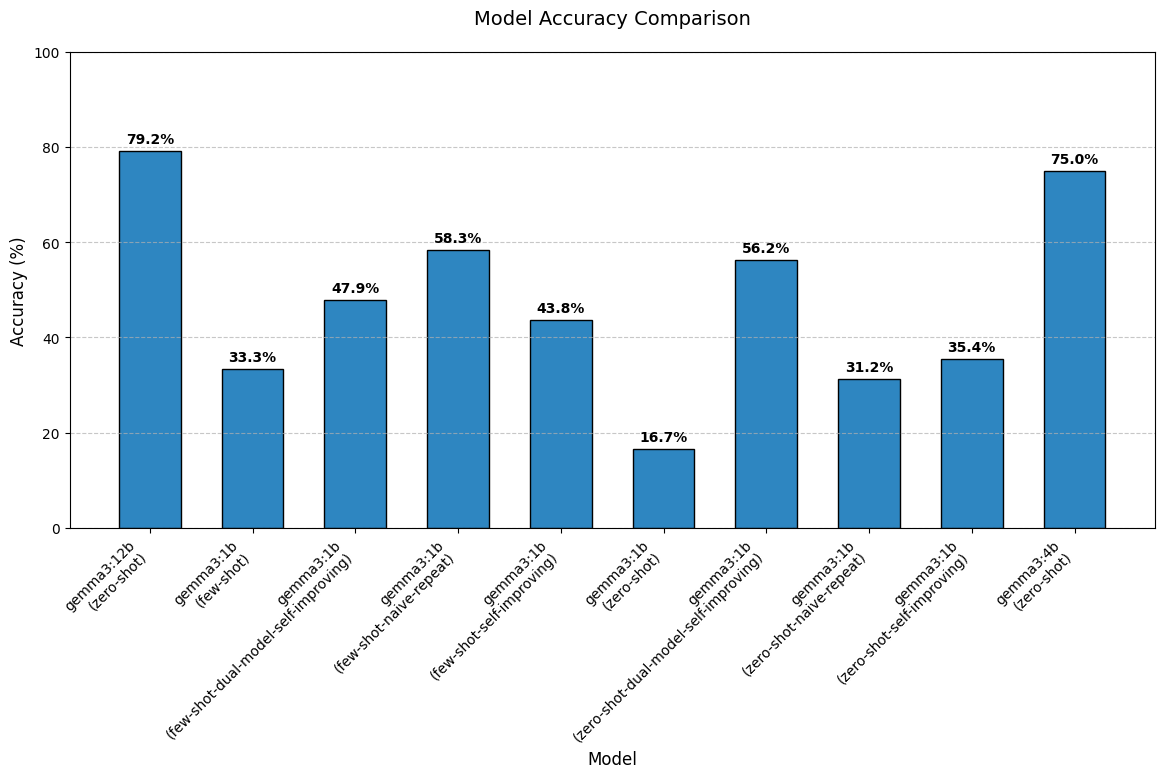 Model Accuracy Comparison
Accuracy (%)
100
80
60
40
20
0
79.2%
33.3%
47.9%
58.3%
43.8%
16.7%
56.2%
31.2%
35.4%
75.0%
gemma3:12b
(zero-shot)
gemma3:1b
(few-shot)
gemma3:1b
(few-shot-dual-model-self-improving)
gemma3:1b
(few-shot-naive-repeat)
gemma3:1b
(few-shot-self-improving)
gemma3:1b
(zero-shot)
gemma3:1b
(zero-shot-dual-model-self-improving)
gemma3:1b
(zero-shot-naive-repeat)
gemma3:1b
(zero-shot-self-improving)
gemma3:4b
(zero-shot)
Model